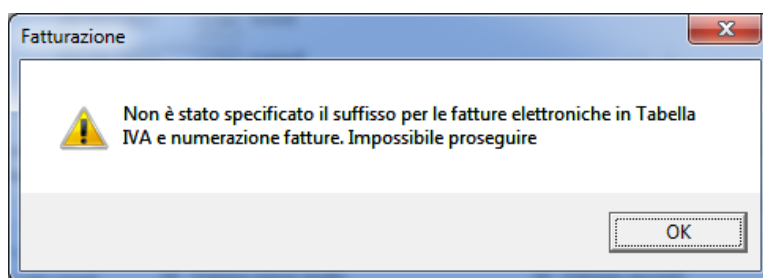 Fatturazione
Non è stato specificato il suffisso per le fatture elettroniche in Tabella
IVA e numerazione fatture. Impossibile proseguire
OK